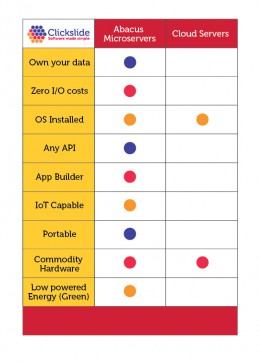 Clickslide
Software made simple
Abacus
Microservers
Cloud Servers
Own your data
Zero I/O costs
OS Installed
Any API
App Builder
IoT Capable
Portable
Commodity
Hardware
Low powered
Energy (Green)